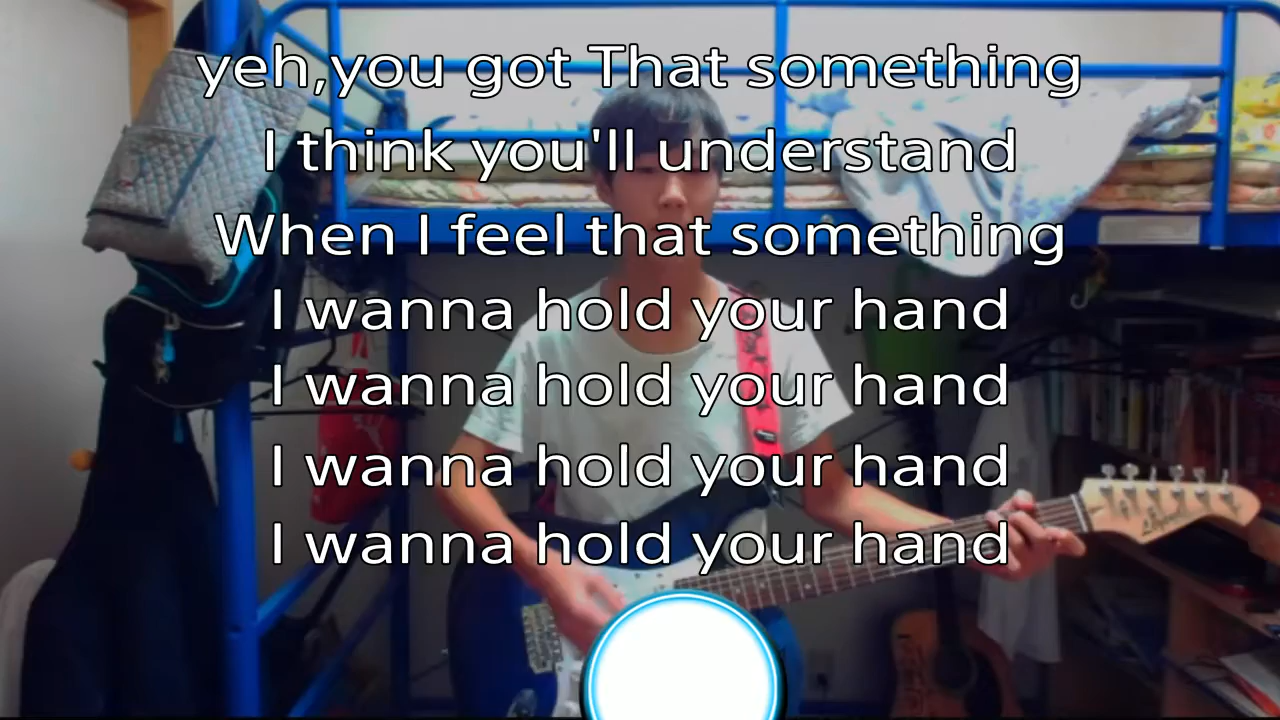 yeh,you got That something
I think you'll understand
When I feel that something
I wanna hold your hand
I wanna hold your hand
I wanna hold your hand
I wanna hold your hand